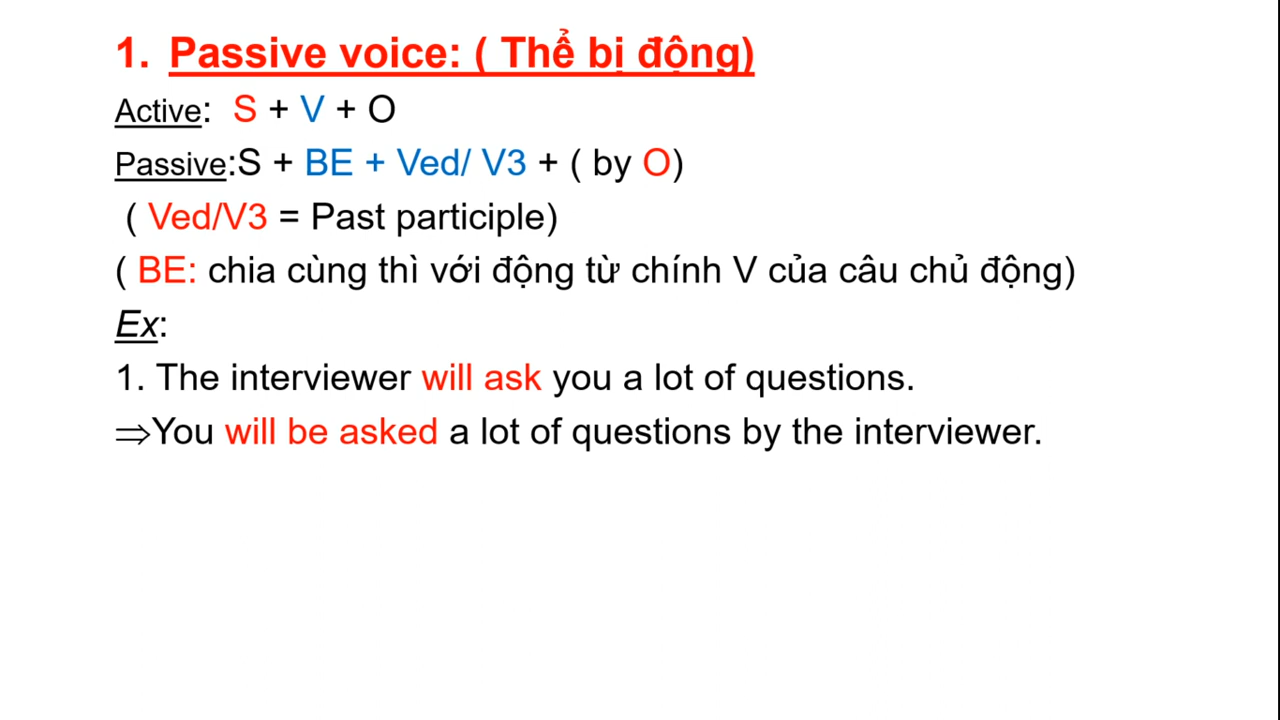 1. Passive voice: ( Thể bị động)
Active: S + V + O
Passive:S + BE + Ved/ V3 + ( by O)
( Ved/V3 = Past participle)
( BE: chia cùng thì với động từ chính V của câu chủ động)
Ex:
1. The interviewer will ask you a lot of questions.
⇒You will be asked a lot of questions by the interviewer.